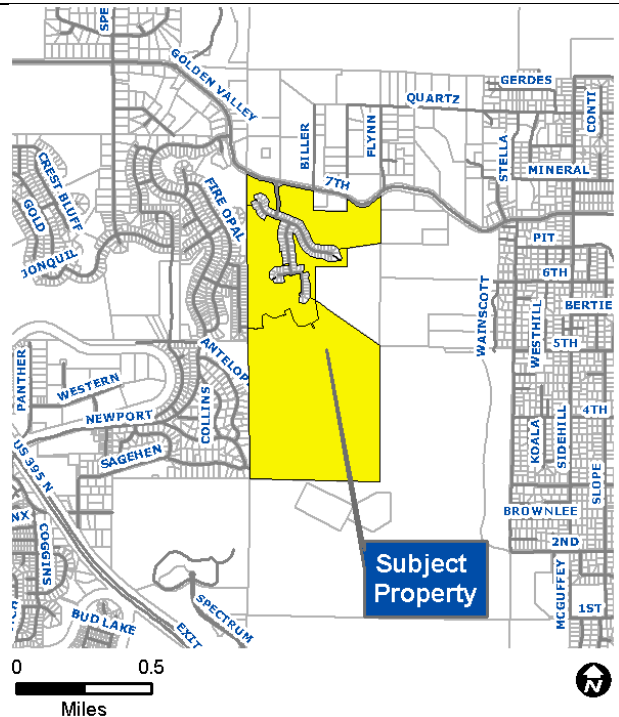 SPE
GOLDEN VALLEY
GERDES
QUARTZ
CONTI
BILLER
FLYNN
STELLA
MINERAL
CREST BLUFF
GOLD
FIRE OPAL
7TH
JONQUIL
PIT
6TH
WAINSCOTT
WESTHILL
BERTIE
5TH
ANTELOP
PANTHER
WESTERN
COLLINS
NEWPORT
4TH
KOALA
SIDEHILL
SAGEHEN
US 395 N
SLOPE
BROWNLEE
NX
COGGINS
2ND
Subject
Property
MCGUFFEY
SPECTRUM
1ST
BUD LAKE
EXIT
0 0.5
Miles
N